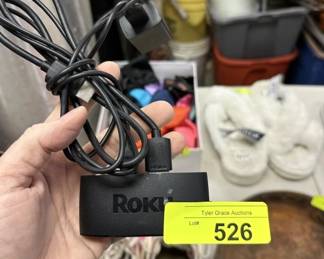 Roku
Tyler Grace Auctions
Lot#
526